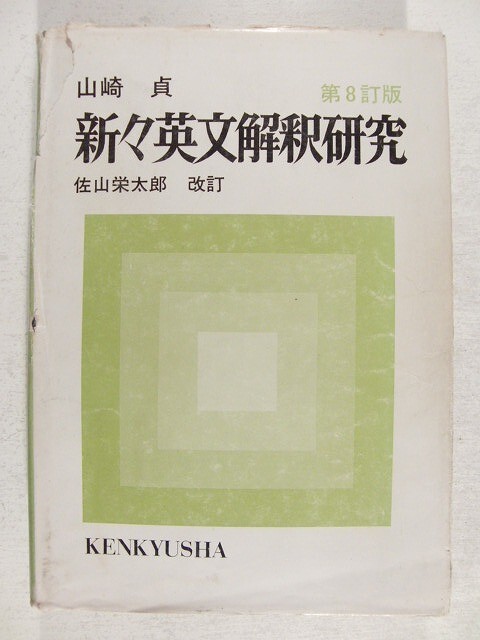 山崎 貞
第8訂版
新々英文解釈研究
佐山栄太郎 改訂
KENKYUSHA